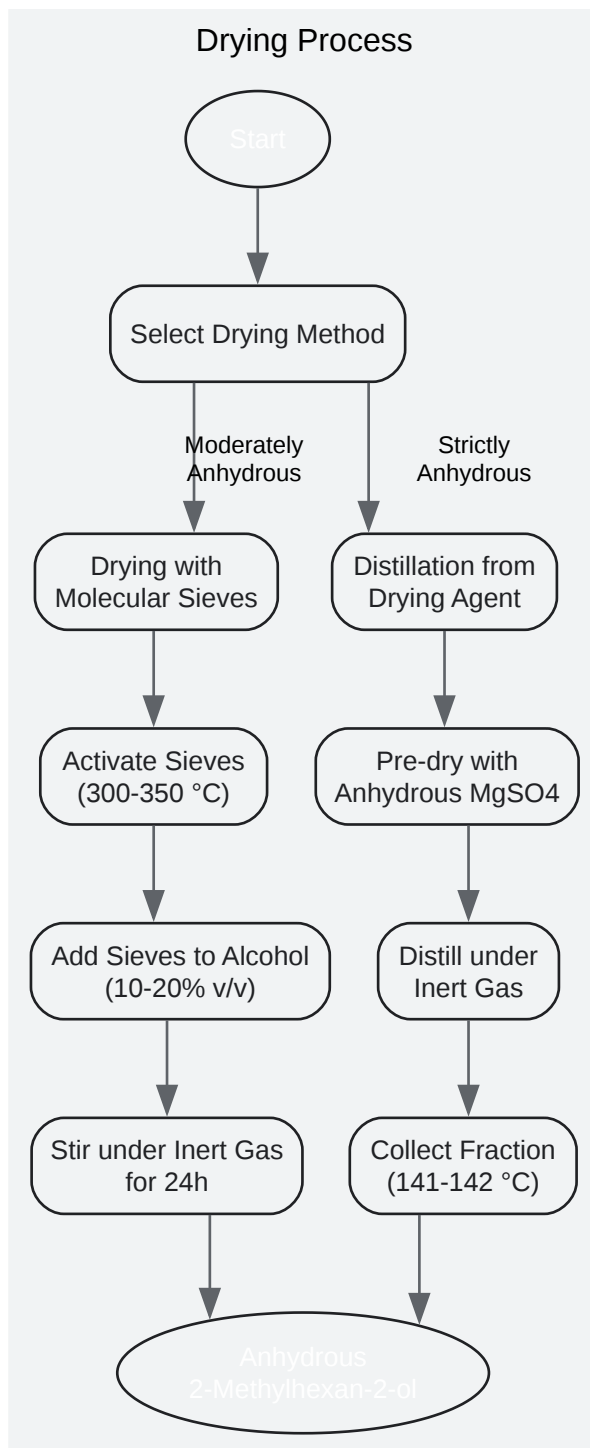 Drying Process
Start
Select Drying Method
Moderately
Anhydrous
Strictly
Anhydrous
Drying with
Molecular Sieves
Distillation from
Drying Agent
Activate Sieves
(300-350 °C)
Pre-dry with
Anhydrous MgSO4
Add Sieves to Alcohol
(10-20% v/v)
Distill under
Inert Gas
Stir under Inert Gas
for 24h
Collect Fraction
(141-142 °C)
Anhydrous
2-Methylhexan-2-ol